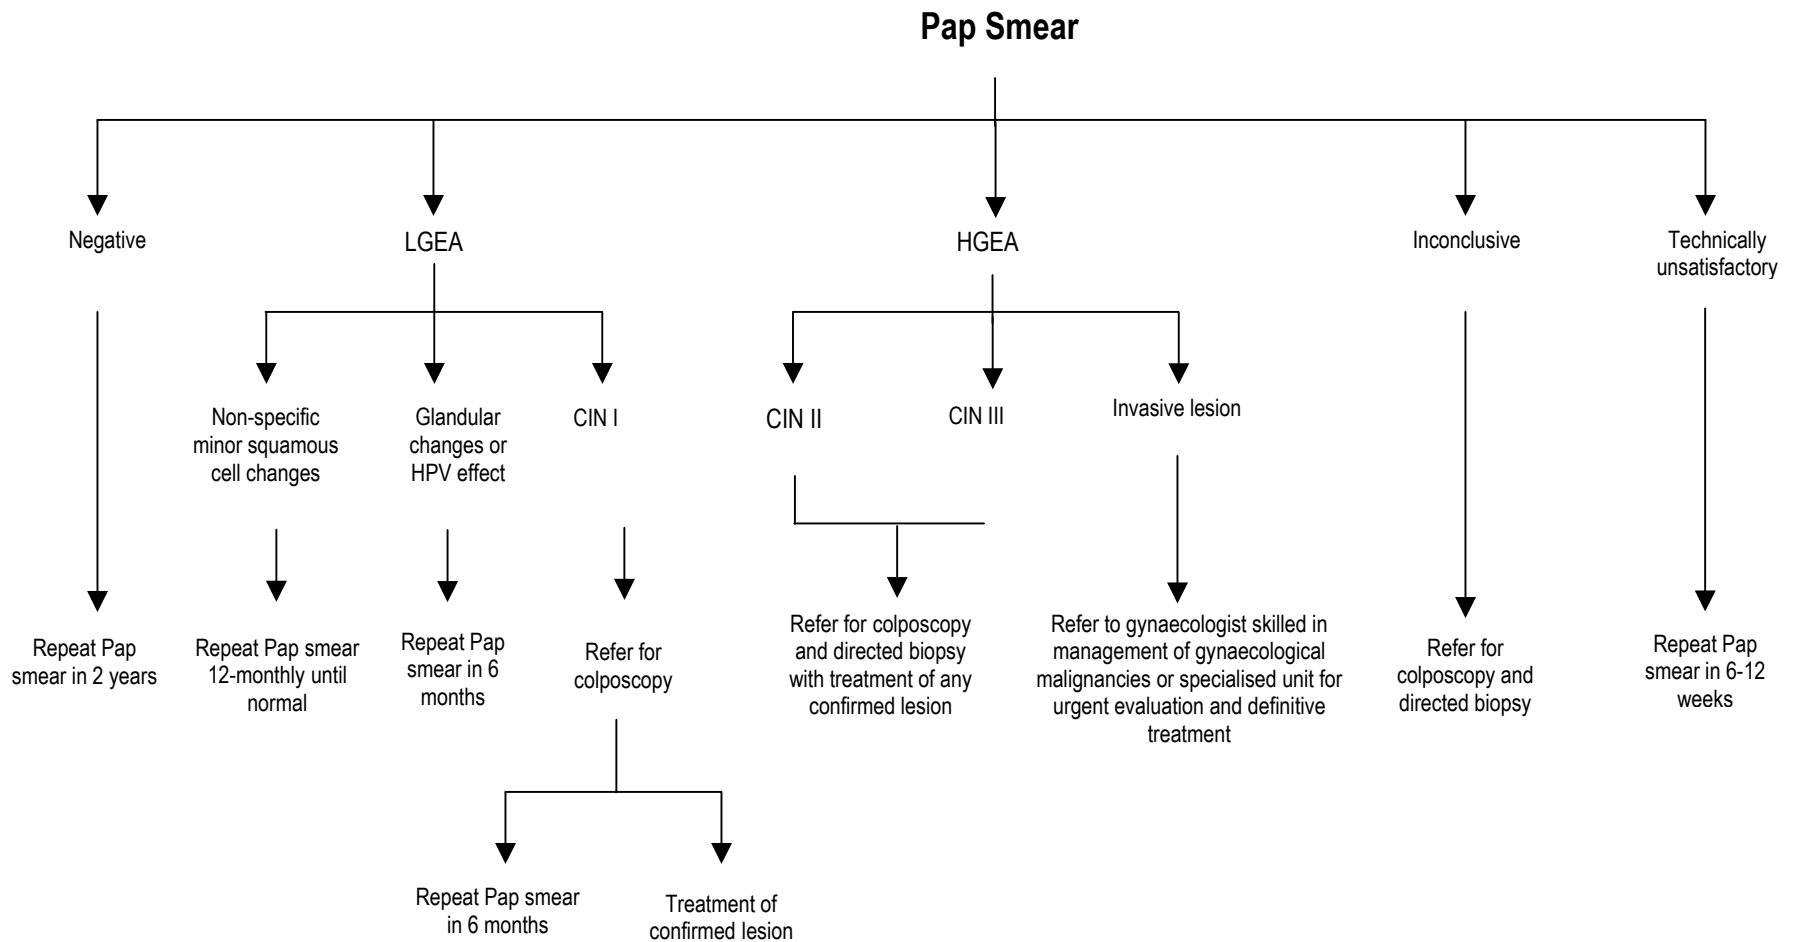 Pap Smear
Negative
LGEA
HGEA
Inconclusive
Technically
unsatisfactory
Non-specific
minor squamous
cell changes
Glandular
changes or
HPV effect
CIN I
CIN II
CIN III
Invasive lesion
Repeat Pap
smear in 2 years
Repeat Pap smear
12-monthly until
normal
Repeat Pap
smear in 6
months
Refer for
colposcopy
Refer for colposcopy
and directed biopsy
with treatment of any
confirmed lesion
Refer to gynaecologist skilled in
management of gynaecological
malignancies or specialised unit for
urgent evaluation and definitive
treatment
Refer for
colposcopy and
directed biopsy
Repeat Pap
smear in 6-12
weeks
Repeat Pap smear
in 6 months
Treatment of
confirmed lesion